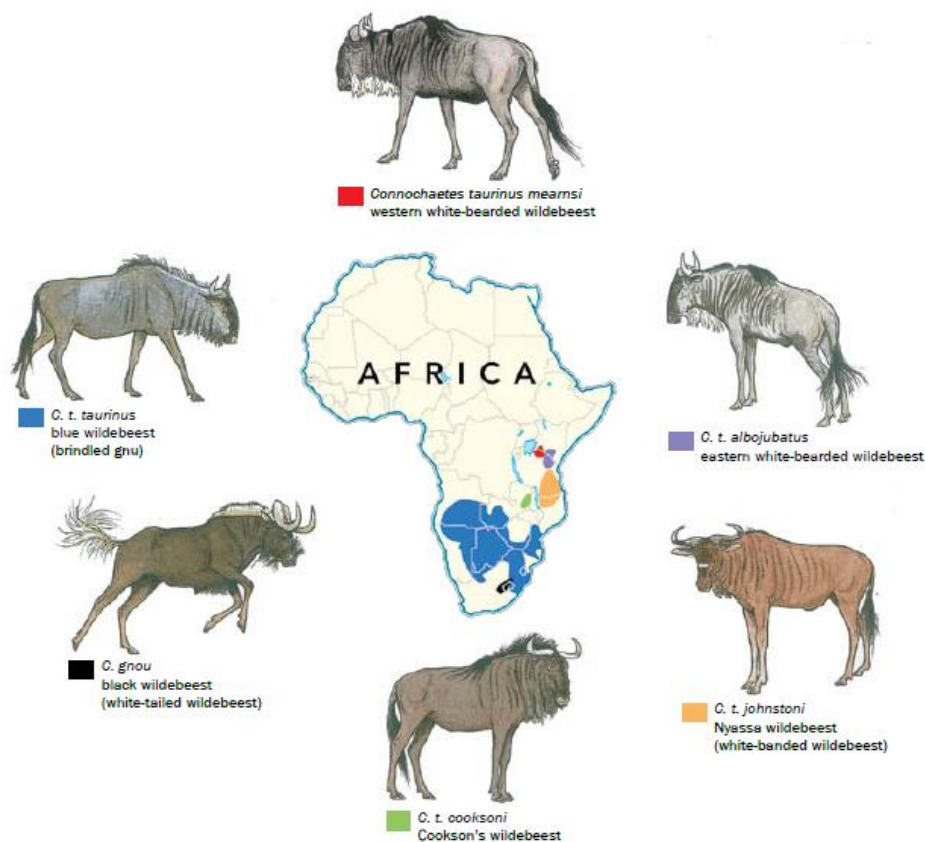 Connochaetes taurinus mearnsi
western white-bearded wildebeest
AFRICA
C. t. taurinus
blue wildebeest
(brindled gnu)
C. t. albojubatus
eastern white-bearded wildebeest
C. gnou
black wildebeest
(white-tailed wildebeest)
C. t. johnstoni
Nyassa wildebeest
(white-banded wildebeest)
C. t. cooksoni
Cookson's wildebeest